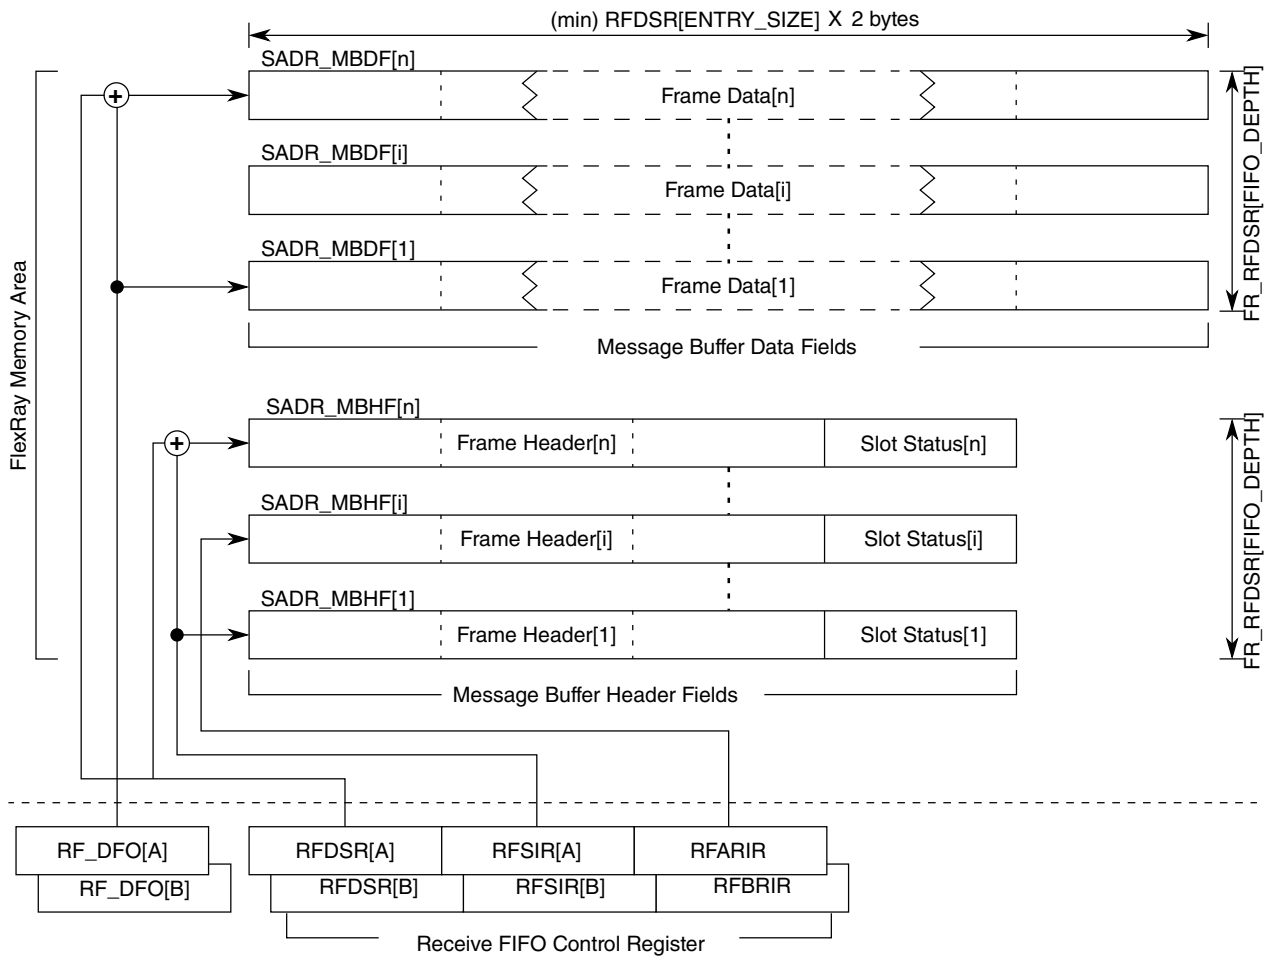 (min) RFDSR[ENTRY_SIZE] X 2 bytes
SADR_MBDF[n]
Frame Data[n]
SADR_MBDF[i]
Frame Data[i]
SADR_MBDF[1]
Frame Data[1]
Message Buffer Data Fields
FR_RFDSR[FIFO_DEPTH]
FlexRay Memory Area
SADR_MBHF[n]
Frame Header[n] Slot Status[n]
SADR_MBHF[i]
Frame Header[i] Slot Status[i]
SADR_MBHF[1]
Frame Header[1] Slot Status[1]
Message Buffer Header Fields
FR_RFDSR[FIFO_DEPTH]
RF_DFO[A] RFDSR[A] RFSIR[A] RFARIR
RF_DFO[B] RFDSR[B] RFSIR[B] RFBRIR
Receive FIFO Control Register